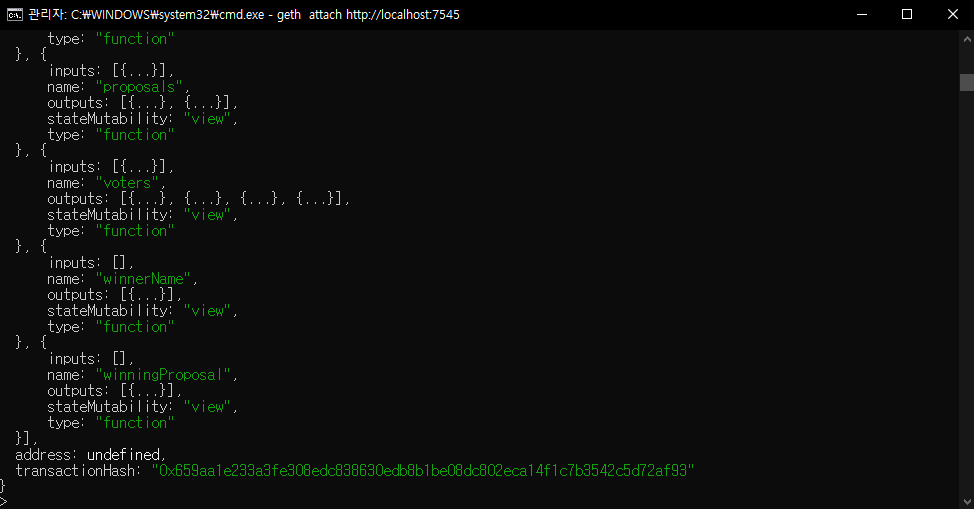 관리자: C:₩WINDOWS₩system32₩cmd.exe - geth  attach http://localhost:7545
      type: "function"
  }, {
      inputs: [{...}],
      name: "proposals",
      outputs: [{...}, {...}],
      stateMutability: "view",
      type: "function"
  }, {
      inputs: [{...}],
      name: "voters",
      outputs: [{...}, {...}, {...}, {...}],
      stateMutability: "view",
      type: "function"
  }, {
      inputs: [],
      name: "winnerName",
      outputs: [{...}],
      stateMutability: "view",
      type: "function"
  }, {
      inputs: [],
      name: "winningProposal",
      outputs: [{...}],
      stateMutability: "view",
      type: "function"
  }],
  address: undefined,
  transactionHash: "0x659aa1e233a3fe308edc838630edb8b1be08dc802eca14f1c7b3542c5d72af93"
}
>